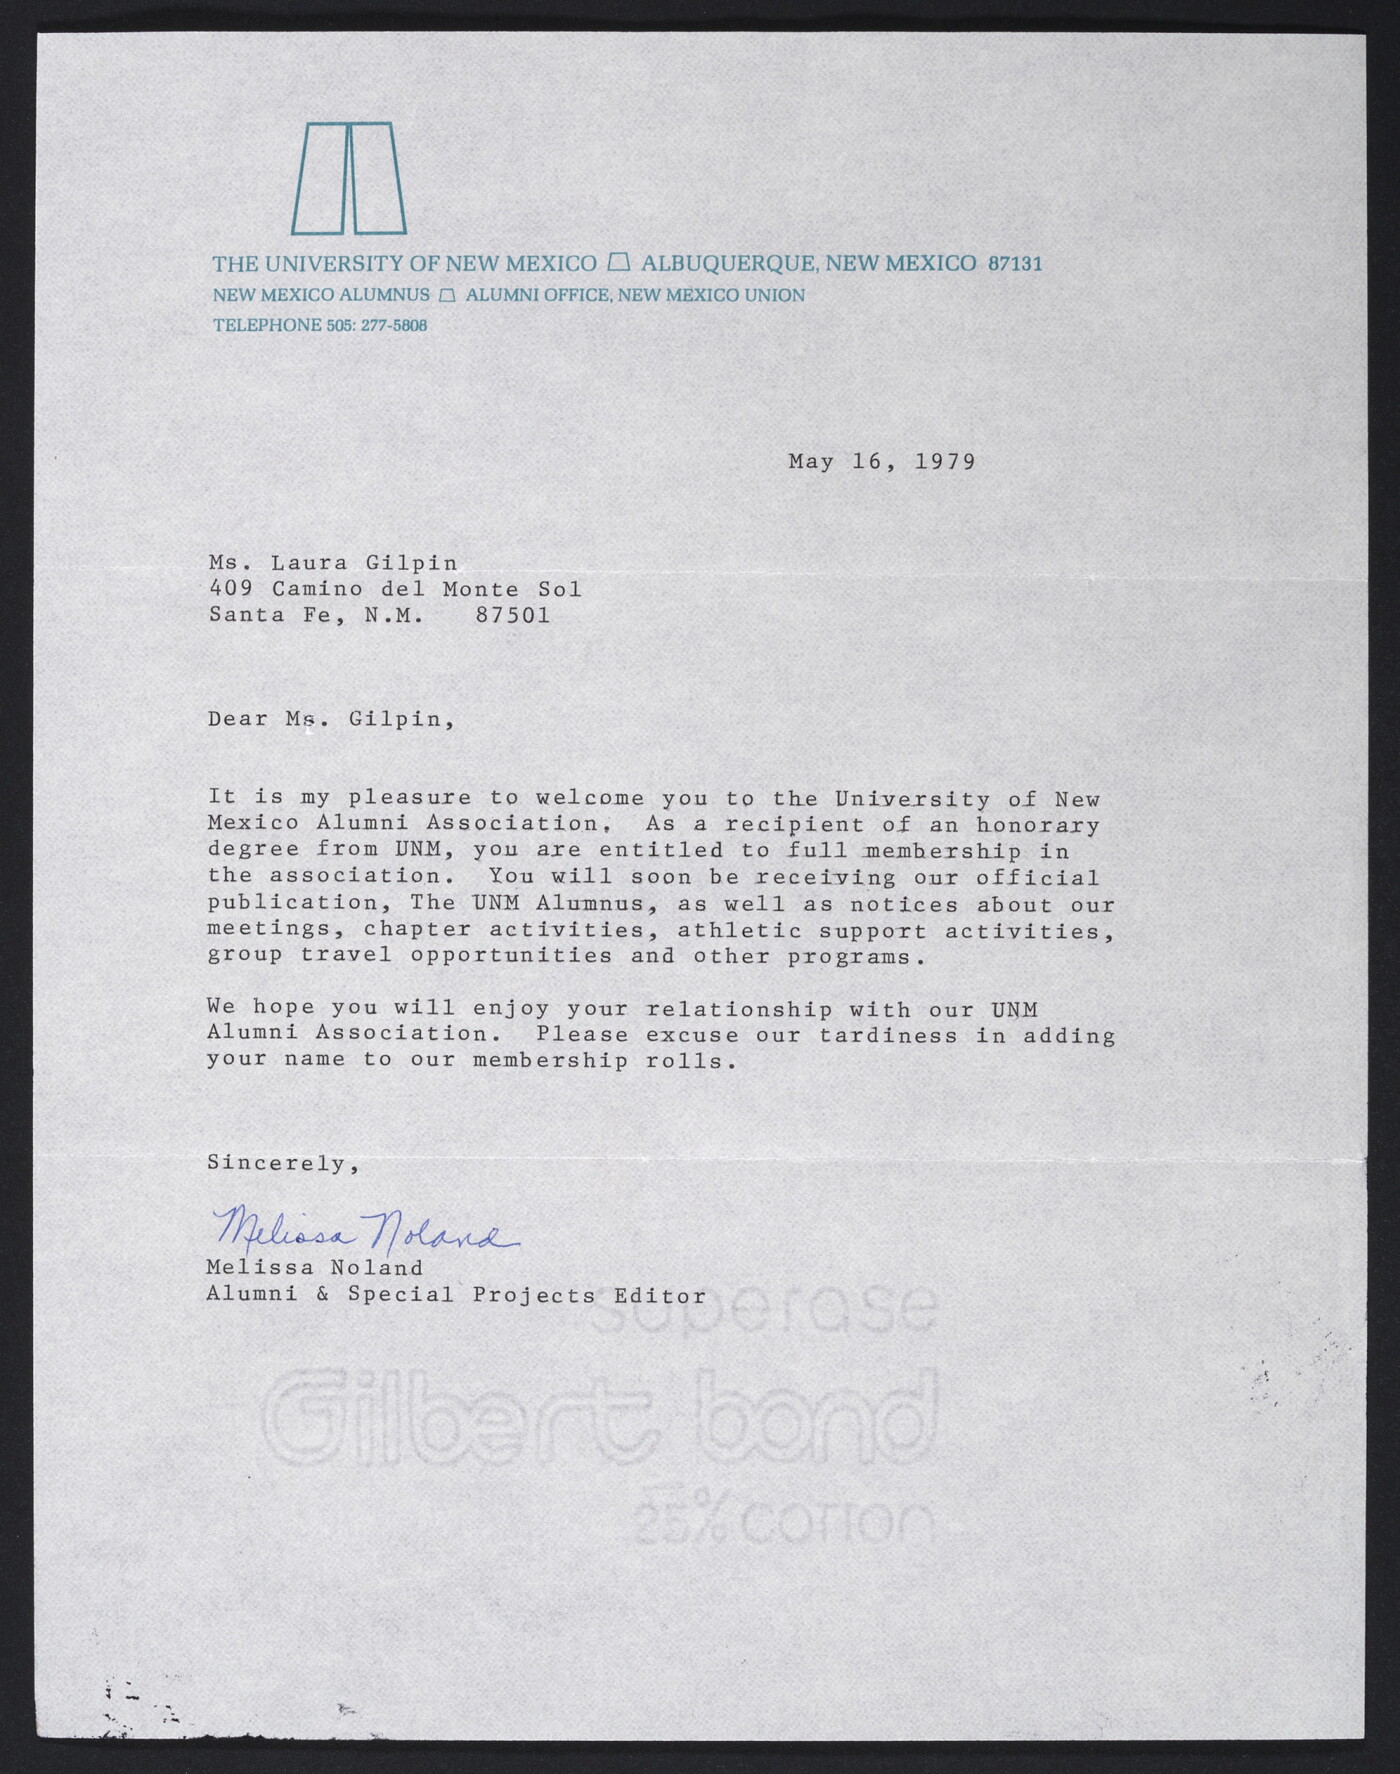 THE UNIVERSITY OF NEW MEXICO ALBUQUERQUE, NEW MEXICO 87131
NEW MEXICO ALUMNUS ALUMNI OFFICE, NEW MEXICO UNION
TELEPHONE 505: 277-5808
May 16, 1979
Ms. Laura Gilpin
409 Camino del Monte Sol
Santa Fe, N.M. 87501
Dear Ms. Gilpin,
It is my pleasure to welcome you to the University of New
Mexico Alumni Association. As a recipient of an honorary
degree from UNM, you are entitled to full membership in
the association. You will soon be receiving our official
publication, The UNM Alumnus, as well as notices about our
meetings, chapter activities, athletic support activities,
group travel opportunities and other programs.
We hope you will enjoy your relationship with our UNM
Alumni Association. Please excuse our tardiness in adding
your name to our membership rolls.
Sincerely,
Melissa Noland
Melissa Noland
Alumni & Special Projects Editor
superase
Gilbert bond
25% COTTON